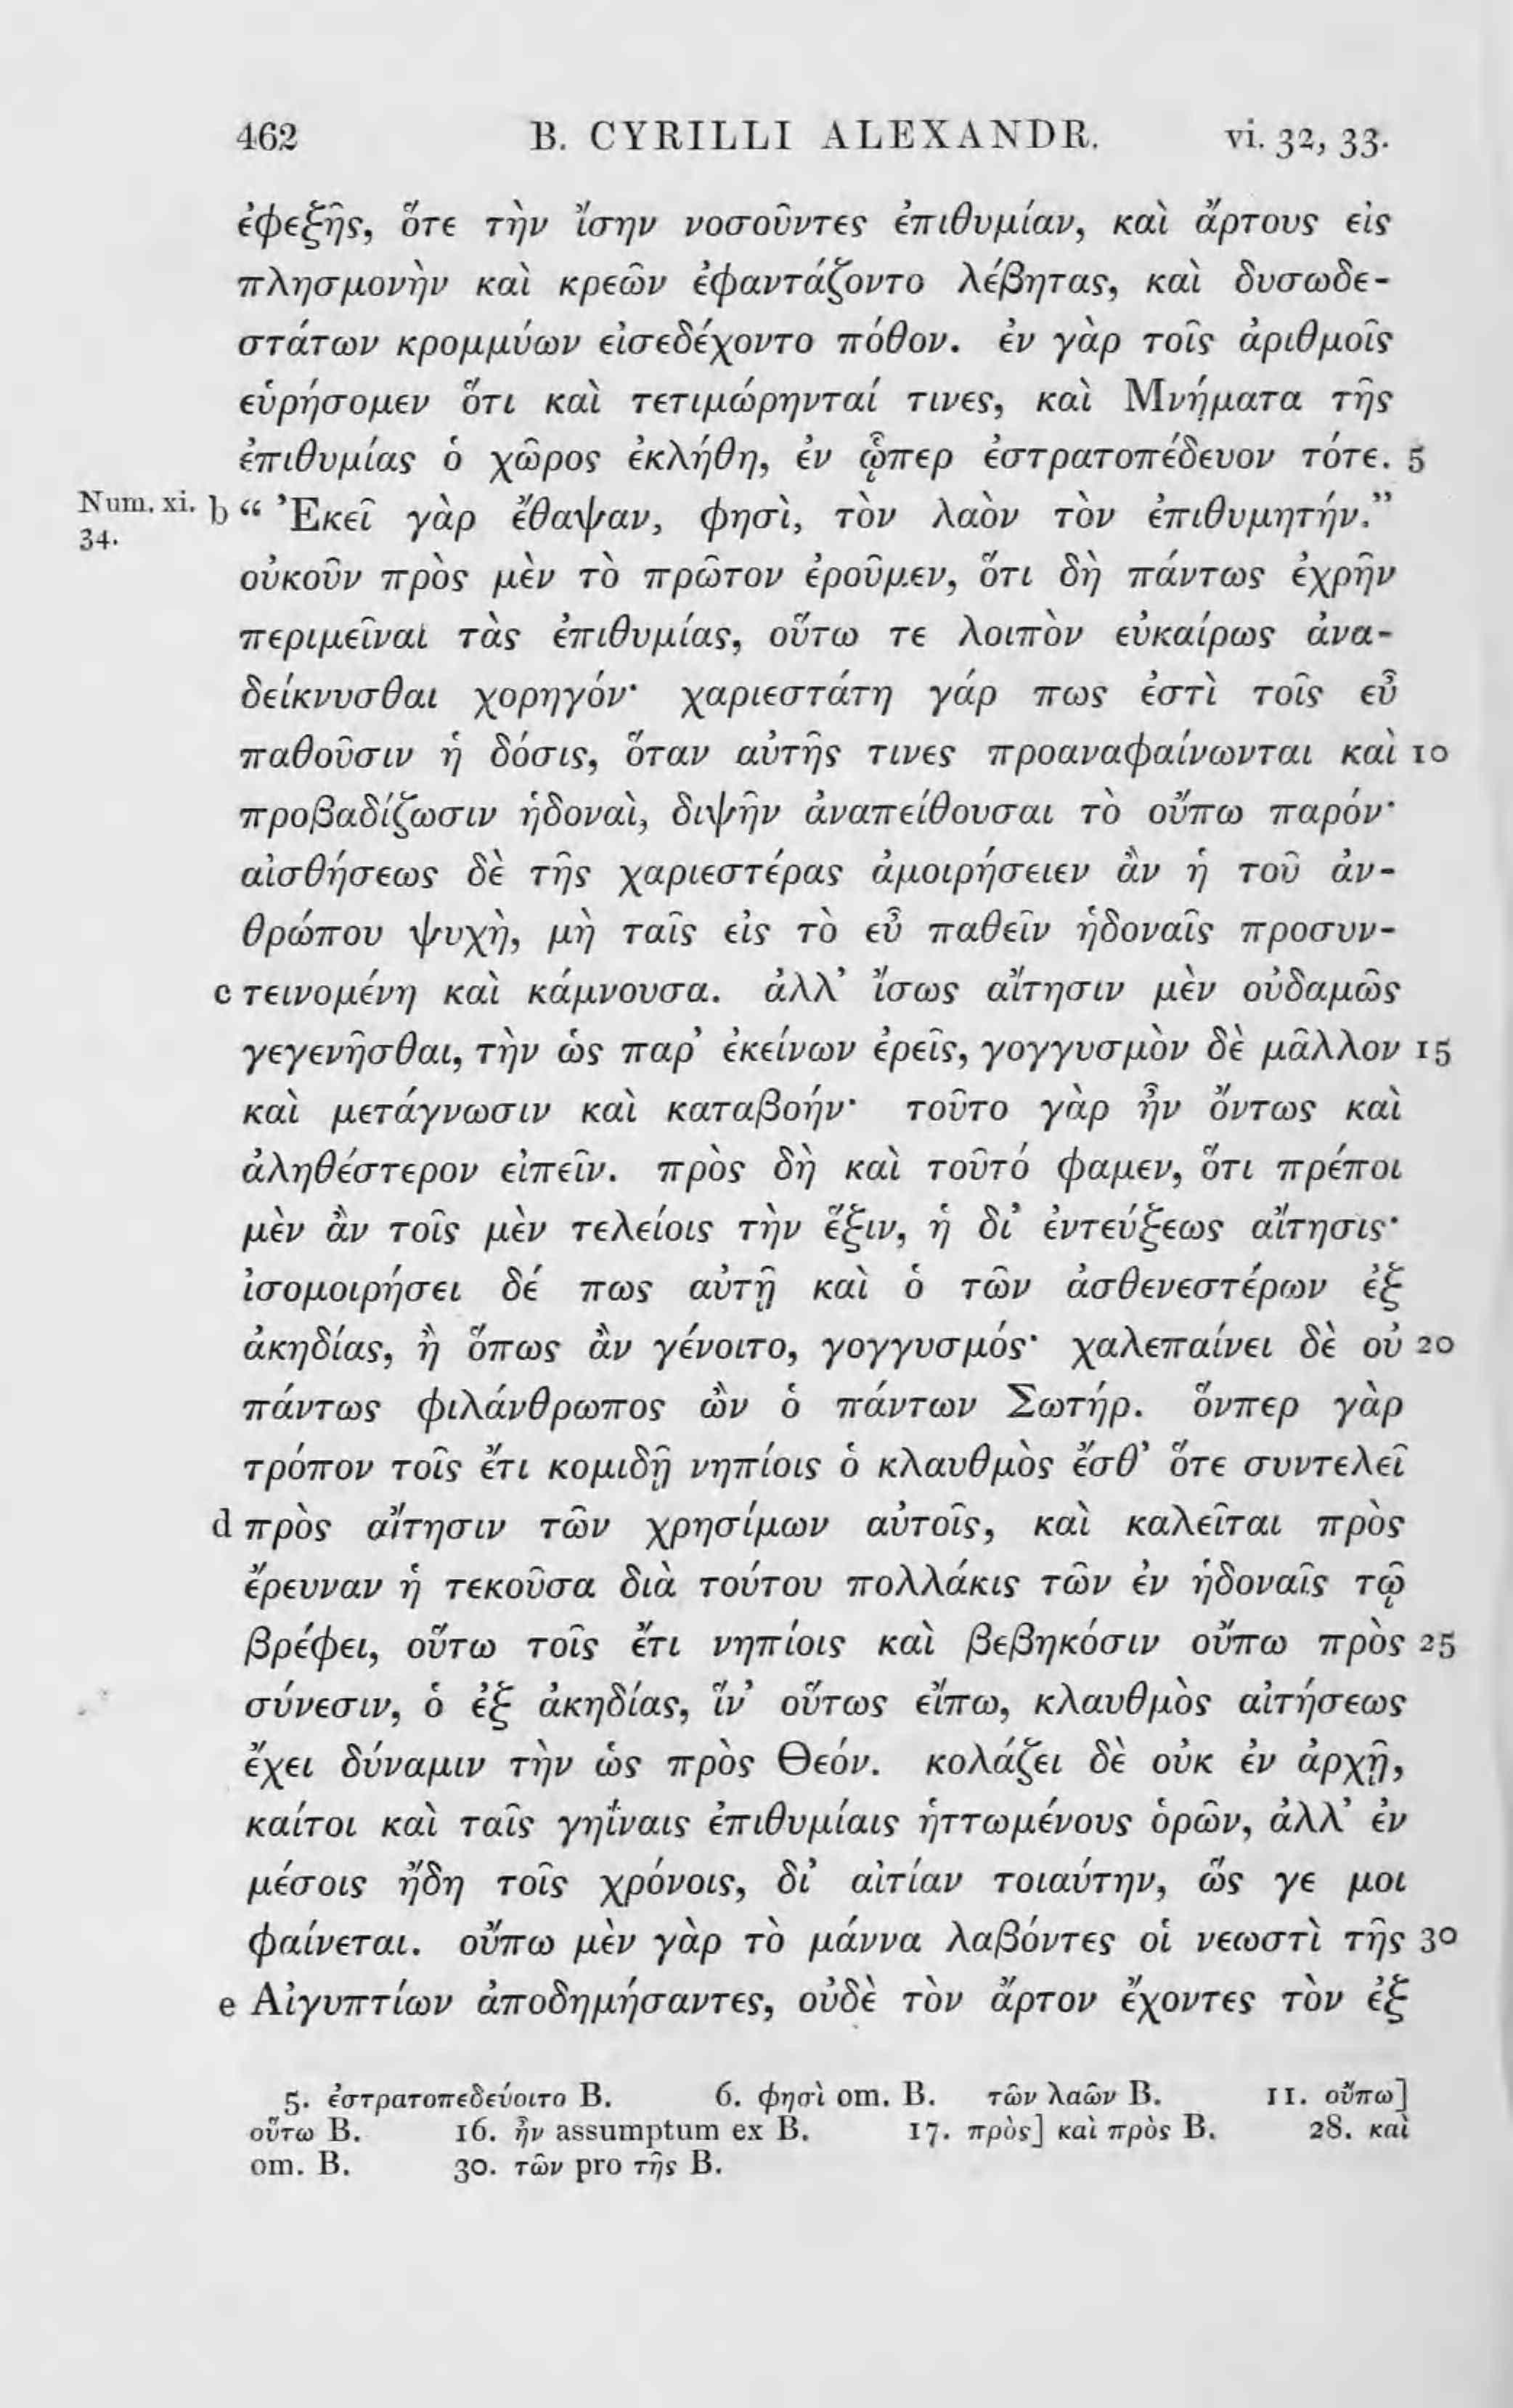 462 B. CYRILLI ALEXANDR. vi. 32, 33.
ἐφεξῆς, ὅτε τὴν ἴσην νοσοῦντες ἐπιθυμίαν, καὶ ἄρτους εἰς
πλησμονὴν καὶ κρεῶν ἐφαντάζοντο λέβητας, καὶ δυσωδε-
στάτων κρομμύων εἰσεδέχοντο πόθον. ἐν γὰρ τοῖς ἀριθμοῖς
εὑρήσομεν ὅτι καὶ τετιμώρηνταί τινες, καὶ Μνήματα τῆς
ἐπιθυμίας ὁ χῶρος ἐκλήθη, ἐν ᾧπερ ἐστρατοπέδευον τότε. 5
Num. xi. 34. b “ Ἐκεῖ γὰρ ἔθαψαν, φησὶ, τὸν λαὸν τὸν ἐπιθυμητήν.”
οὐκοῦν πρὸς μὲν τὸ πρῶτον ἐροῦμεν, ὅτι δὴ πάντως ἐχρῆν
περιμεῖναι τὰς ἐπιθυμίας, οὕτω τε λοιπὸν εὐκαίρως ἀνα-
δείκνυσθαι χορηγόν· χαριεστάτη γάρ πως ἐστὶ τοῖς εὖ
παθοῦσιν ἡ δόσις, ὅταν αὐτῆς τινες προαναφαίνωνται καὶ 10
προβαδίζωσιν ἡδοναὶ, διψῆν ἀναπείθουσαι τὸ οὔπω παρόν·
αἰσθήσεως δὲ τῆς χαριεστέρας ἀμοιρήσειεν ἂν ἡ τοῦ ἀν-
θρώπου ψυχὴ, μὴ ταῖς εἰς τὸ εὖ παθεῖν ἡδοναῖς προσυν-
c τεινομένη καὶ κάμνουσα. ἀλλ’ ἴσως αἴτησιν μὲν οὐδαμῶς
γεγενῆσθαι, τὴν ὡς παρ’ ἐκείνων ἐρεῖς, γογγυσμὸν δὲ μᾶλλον 15
καὶ μετάγνωσιν καὶ καταβοήν· τοῦτο γὰρ ἦν ὄντως καὶ
ἀληθέστερον εἰπεῖν. πρὸς δὴ καὶ τοῦτό φαμεν, ὅτι πρέποι
μὲν ἂν τοῖς μὲν τελείοις τὴν ἕξιν, ἡ δι’ ἐντεύξεως αἴτησις·
ἰσομοιρήσει δέ πως αὐτῇ καὶ ὁ τῶν ἀσθενεστέρων ἐξ
ἀκηδίας, ἢ ὅπως ἂν γένοιτο, γογγυσμός· χαλεπαίνει δὲ οὐ 20
πάντως φιλάνθρωπος ὢν ὁ πάντων Σωτήρ. ὅνπερ γὰρ
τρόπον τοῖς ἔτι κομιδῇ νηπίοις ὁ κλαυθμὸς ἔσθ’ ὅτε συντελεῖ
d πρὸς αἴτησιν τῶν χρησίμων αὐτοῖς, καὶ καλεῖται πρὸς
ἔρευναν ἡ τεκοῦσα διὰ τούτου πολλάκις τῶν ἐν ἡδοναῖς τῷ
βρέφει, οὕτω τοῖς ἔτι νηπίοις καὶ βεβηκόσιν οὔπω πρὸς 25
σύνεσιν, ὁ ἐξ ἀκηδίας, ἵν’ οὕτως εἴπω, κλαυθμὸς αἰτήσεως
ἔχει δύναμιν τὴν ὡς πρὸς Θεόν. κολάζει δὲ οὐκ ἐν ἀρχῇ,
καίτοι καὶ ταῖς γηΐναις ἐπιθυμίαις ἡττωμένους ὁρῶν, ἀλλ’ ἐν
μέσοις ἤδη τοῖς χρόνοις, δι’ αἰτίαν τοιαύτην, ὥς γε μοι
φαίνεται. οὔπω μὲν γὰρ τὸ μάννα λαβόντες οἱ νεωστὶ τῆς 30
e Αἰγυπτίων ἀποδημήσαντες, οὐδὲ τὸν ἄρτον ἔχοντες τὸν ἐξ
5. ἐστρατοπεδεύοιτο B. 6. φησὶ om. B. τῶν λαῶν B. 11. οὔπω]
οὕτω B. 16. ἦν assumptum ex B. 17. πρὸς] καὶ πρὸς B. 28. καὶ
om. B. 30. τῶν pro τῆς B.